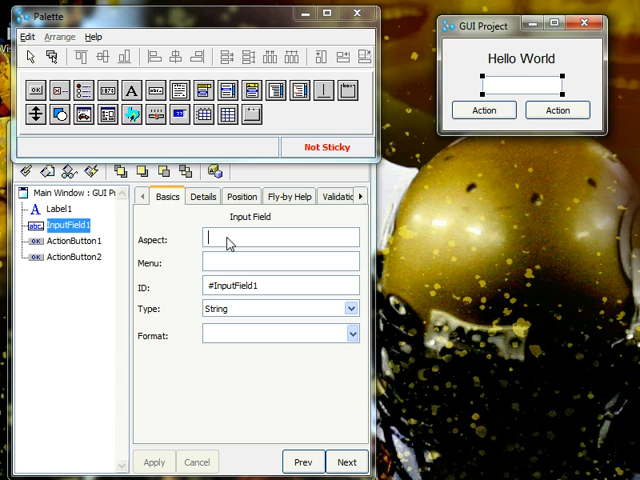 Palette
Edit Arrange Help
Not Sticky
GUI Project
Hello World
Action Action
Main Window : GUI Pr
Label1
InputField1
ActionButton1
ActionButton2
Basics Details Position Fly-by Help Validatic
Input Field
Aspect:
Menu:
ID: #InputField1
Type: String
Format:
Apply Cancel Prev Next